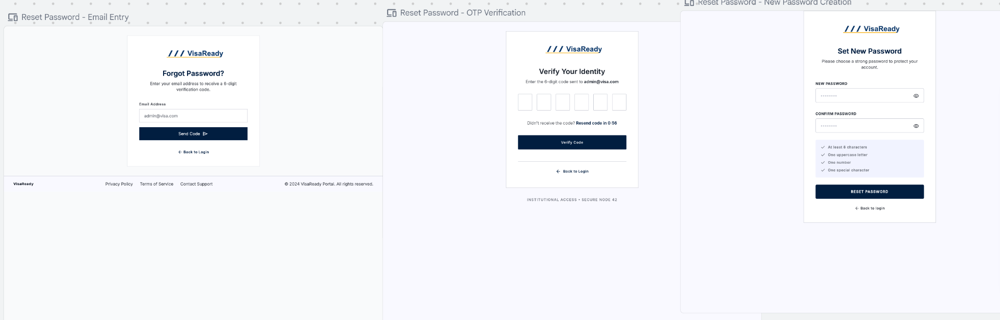 Reset Password - Email Entry
VisaReady
Forgot Password?
Enter your email address to receive a 6-digit
verification code.
Email Address
admin@visa.com
Send Code
Back to Login
VisaReady
Privacy Policy
Terms of Service
Contact Support
© 2024 VisaReady Portal. All rights reserved.
Reset Password - OTP Verification
VisaReady
Verify Your Identity
Enter the 6-digit code sent to admin@visa.com
Didn't receive the code? Resend code in 0:56
Verify Code
Back to Login
INSTITUTIONAL ACCESS • SECURE NODE 42
Reset Password - New Password Creation
VisaReady
Set New Password
Please choose a strong password to protect your
account.
NEW PASSWORD
CONFIRM PASSWORD
At least 8 characters
One uppercase letter
One number
One special character
RESET PASSWORD
Back to login